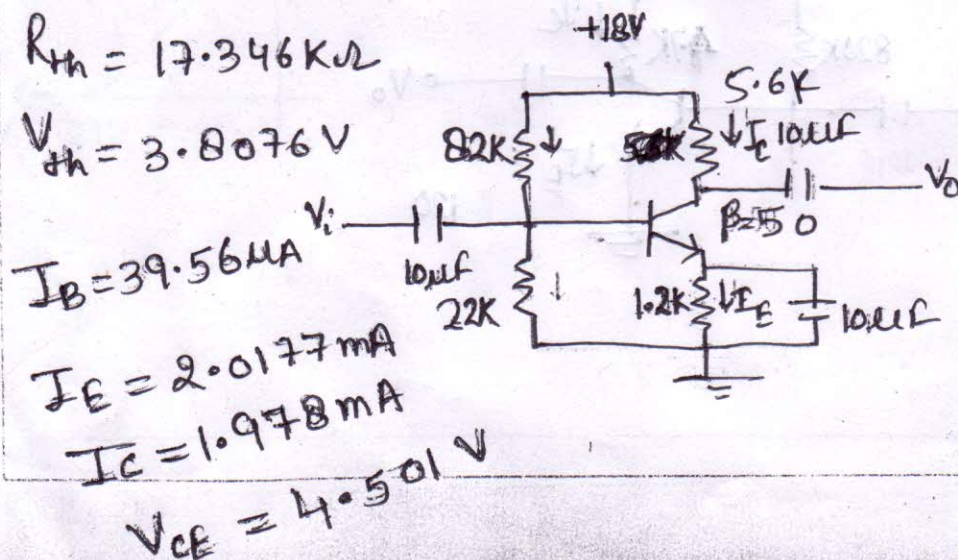 R_th = 17.346 KΩ
V_th = 3.8076 V
I_B = 39.56 μA
I_E = 2.0177 mA
I_C = 1.978 mA
V_CE = 4.501 V
+18V
5.6K
82K
↓ I_c
10μF
V_o
V_i
10μF
β=50
22K
1.2K
↓I_E
10μF